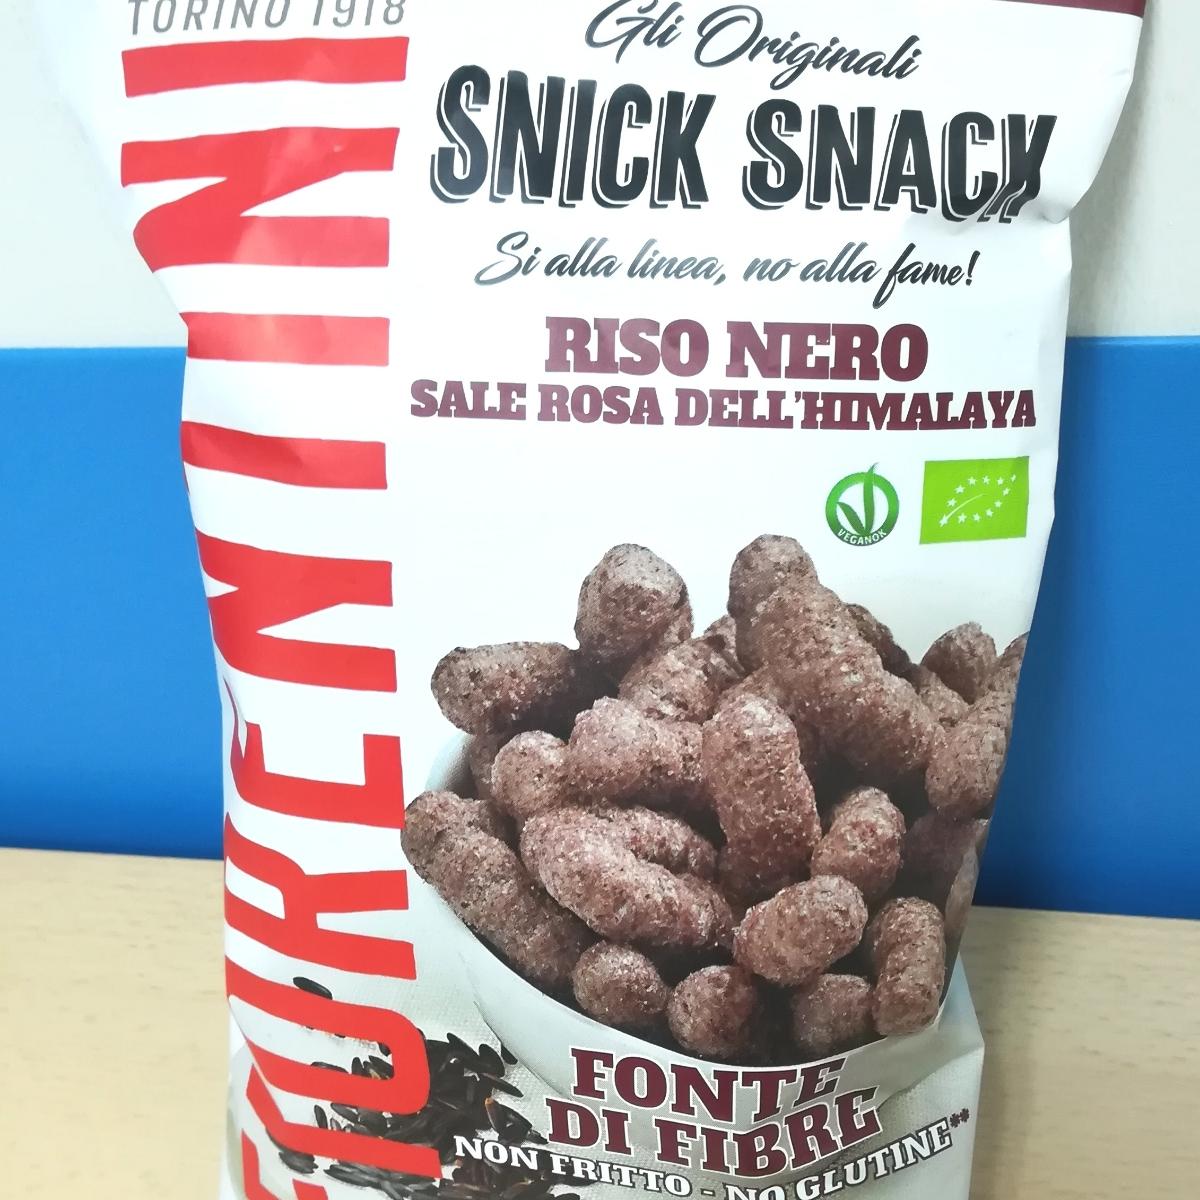 TORINO 1918
FIORENTINI
Gli Originali
SNICK SNACK
Si alla linea, no alla fame!
RISO NERO
SALE ROSA DELL'HIMALAYA
VEGANOK
FONTE
DI FIBRE
NON FRITTO - NO GLUTINE**